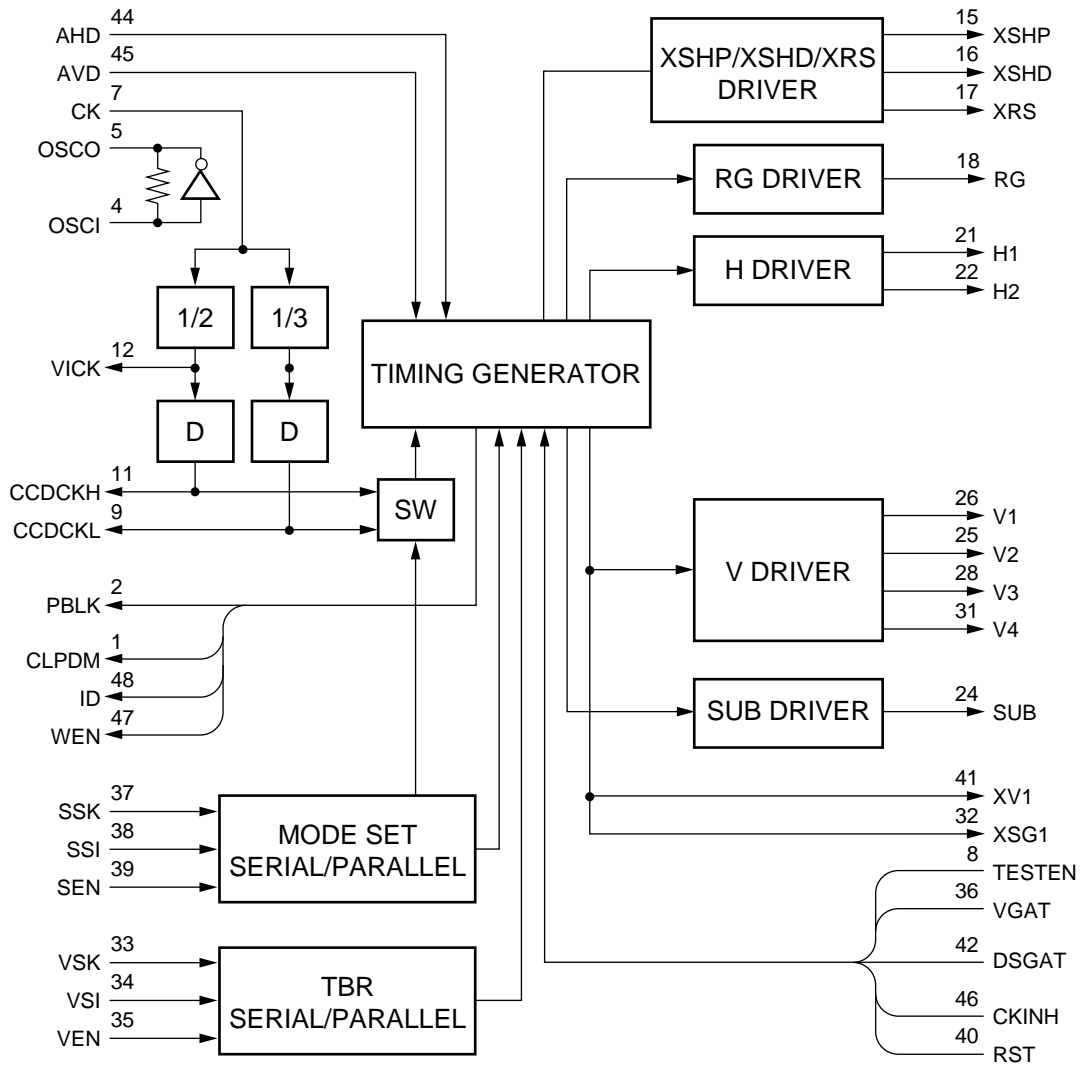 44
AHD
45
AVD
7
CK
5
OSCO
4
OSCI
1/2
1/3
12
VICK
D
D
11
CCDCKH
9
CCDCKL
SW
2
PBLK
1
CLPDM
48
ID
47
WEN
37
SSK
38
SSI
39
SEN
MODE SET
SERIAL/PARALLEL
33
VSK
34
VSI
35
VEN
TBR
SERIAL/PARALLEL
TIMING GENERATOR
XSHP/XSHD/XRS
DRIVER
15
XSHP
16
XSHD
17
XRS
RG DRIVER
18
RG
H DRIVER
21
H1
22
H2
V DRIVER
26
V1
25
V2
28
V3
31
V4
SUB DRIVER
24
SUB
41
XV1
32
XSG1
8
TESTEN
36
VGAT
42
DSGAT
46
CKINH
40
RST